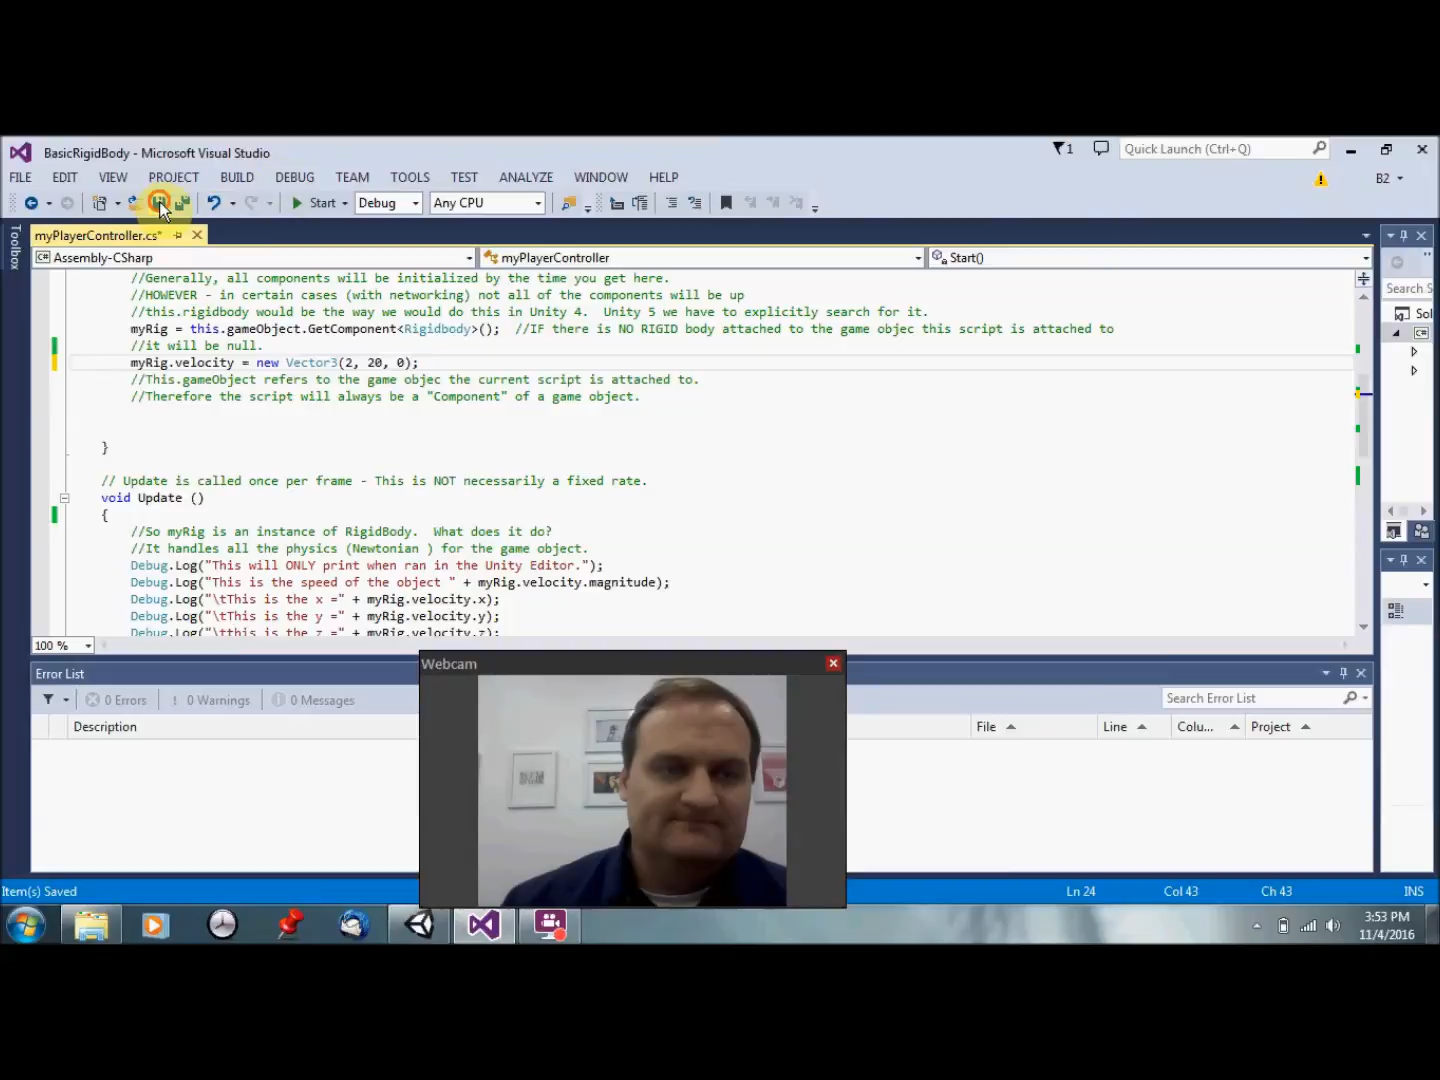 BasicRigidBody - Microsoft Visual Studio
1
Quick Launch (Ctrl+Q)
FILE EDIT VIEW PROJECT BUILD DEBUG TEAM TOOLS TEST ANALYZE WINDOW HELP
B2
Start Debug Any CPU
Toolbox
myPlayerController.cs*
Assembly-CSharp myPlayerController Start()
//Generally, all components will be initialized by the time you get here.
//HOWEVER - in certain cases (with networking) not all of the components will be up
//this.rigidbody would be the way we would do this in Unity 4.  Unity 5 we have to explicitly search for it.
myRig = this.gameObject.GetComponent<Rigidbody>();  //IF there is NO RIGID body attached to the game objec this script is attached to
//it will be null.
myRig.velocity = new Vector3(2, 20, 0);
//This.gameObject refers to the game objec the current script is attached to.
//Therefore the script will always be a "Component" of a game object.
}
// Update is called once per frame - This is NOT necessarily a fixed rate.
void Update ()
{
//So myRig is an instance of RigidBody.  What does it do?
//It handles all the physics (Newtonian ) for the game object.
Debug.Log("This will ONLY print when ran in the Unity Editor.");
Debug.Log("This is the speed of the object " + myRig.velocity.magnitude);
Debug.Log("\tThis is the x =" + myRig.velocity.x);
Debug.Log("\tThis is the y =" + myRig.velocity.y);
Debug.Log("\tthis is the z =" + myRig.velocity.z);
Search S
Sol
100 %
Error List
0 Errors 0 Warnings 0 Messages
Search Error List
Description File Line Colu... Project
Webcam
Item(s) Saved
Ln 24 Col 43 Ch 43 INS
3:53 PM
11/4/2016